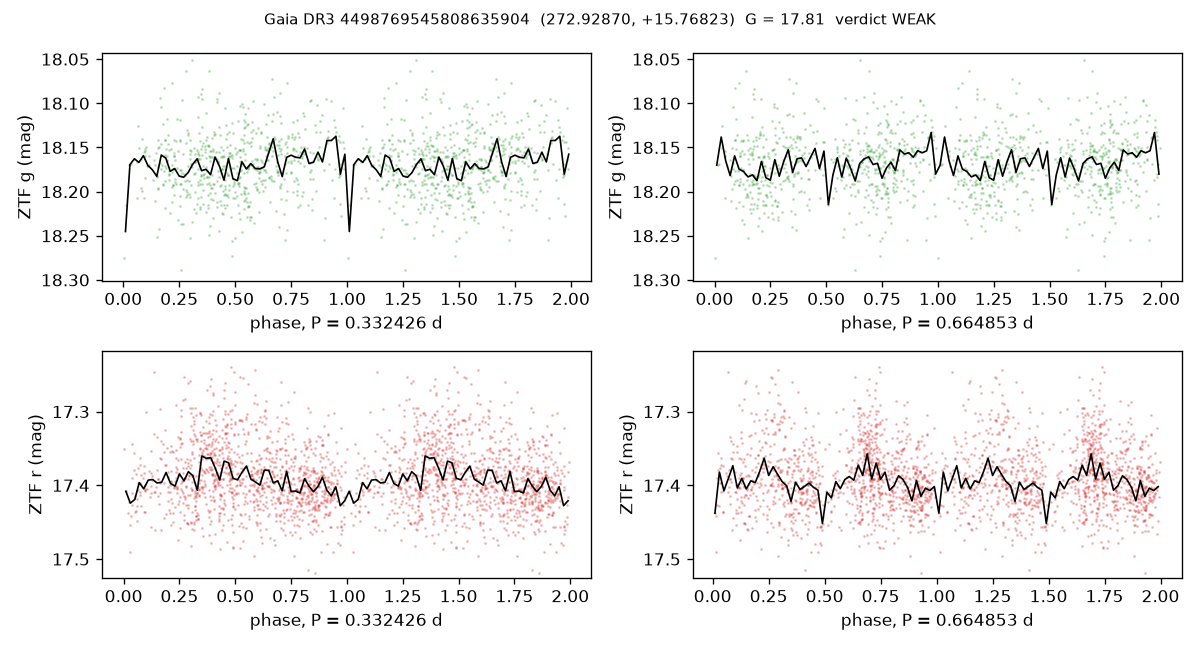 Gaia DR3 4498769545808635904 (272.92870, +15.76823) G = 17.81 verdict WEAK
18.05
18.10
18.15
18.20
18.25
18.30
ZTF g (mag)
0.00 0.25 0.50 0.75 1.00 1.25 1.50 1.75 2.00
phase, P = 0.332426 d
18.05
18.10
18.15
18.20
18.25
18.30
ZTF g (mag)
0.00 0.25 0.50 0.75 1.00 1.25 1.50 1.75 2.00
phase, P = 0.664853 d
17.3
17.4
17.5
ZTF r (mag)
0.00 0.25 0.50 0.75 1.00 1.25 1.50 1.75 2.00
phase, P = 0.332426 d
17.3
17.4
17.5
ZTF r (mag)
0.00 0.25 0.50 0.75 1.00 1.25 1.50 1.75 2.00
phase, P = 0.664853 d